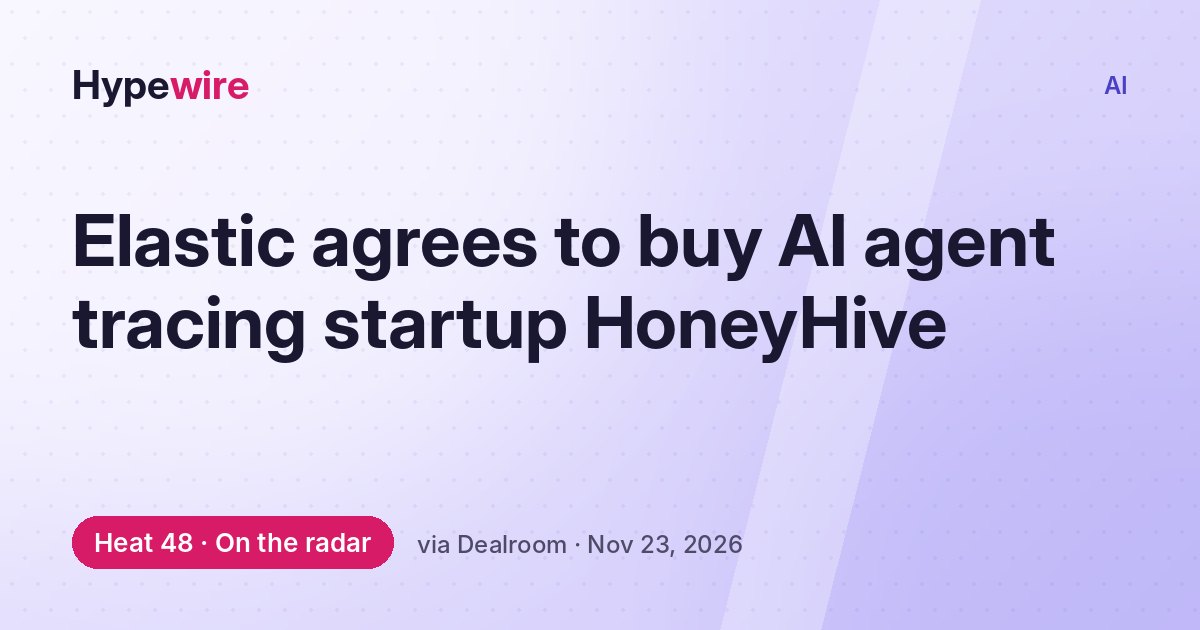 Hypewire
AI
Elastic agrees to buy AI agent
tracing startup HoneyHive
Heat 48 · On the radar
via Dealroom · Nov 23, 2026